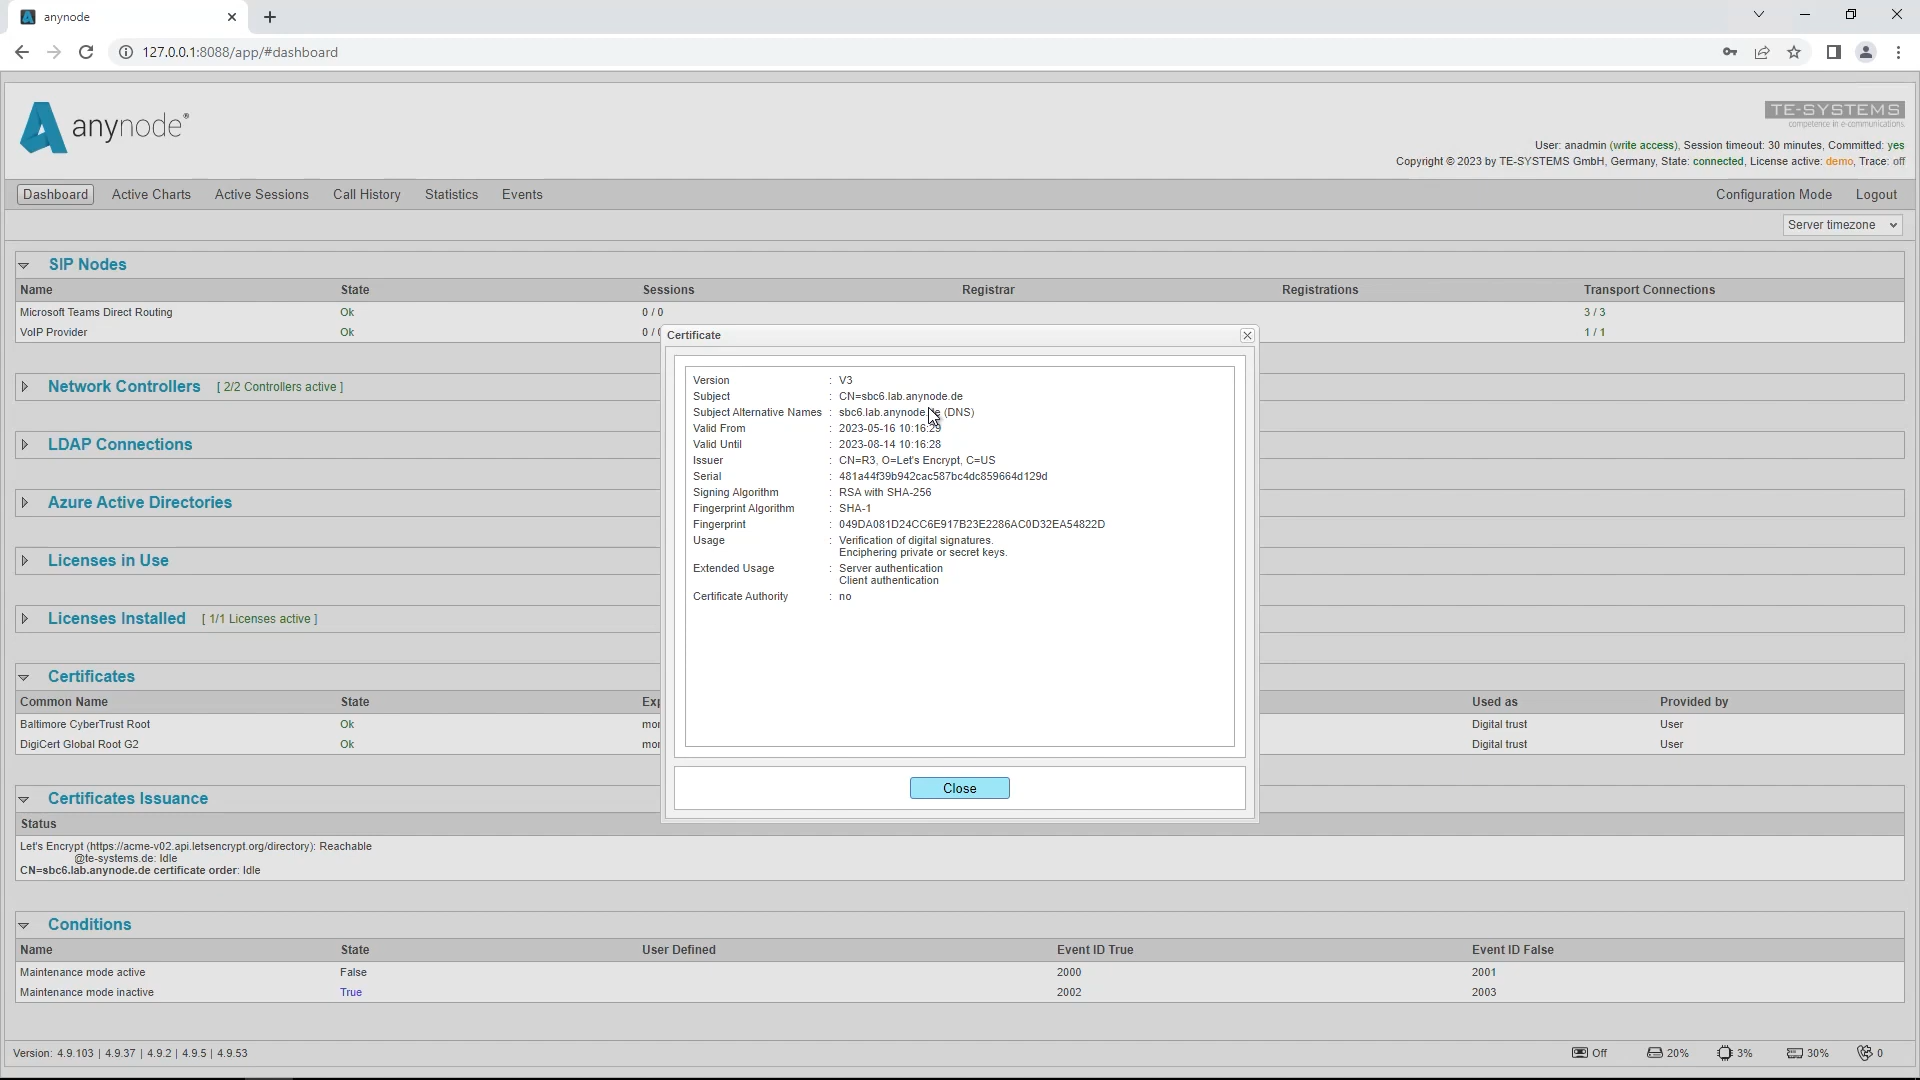 anynode
127.0.0.1:8088/app/#dashboard
anynode®
TE-SYSTEMS
competence in e-communications
User: anadmin (write access), Session timeout: 30 minutes, Committed: yes
Copyright © 2023 by TE-SYSTEMS GmbH, Germany, State: connected, License active: demo, Trace: off
Dashboard Active Charts Active Sessions Call History Statistics Events Configuration Mode Logout
Server timezone
SIP Nodes
Name State Sessions Registrar Registrations Transport Connections
Microsoft Teams Direct Routing Ok 0 / 0 3 / 3
VoIP Provider Ok 0 / 1 / 1
Certificate
Version : V3
Subject : CN=sbc6.lab.anynode.de
Subject Alternative Names : sbc6.lab.anynode. (DNS)
Valid From : 2023-05-16 10:16:29
Valid Until : 2023-08-14 10:16:28
Issuer : CN=R3, O=Let's Encrypt, C=US
Serial : 481a44f39b942cac587bc4dc859664d129d
Signing Algorithm : RSA with SHA-256
Fingerprint Algorithm : SHA-1
Fingerprint : 049DA081D24CC6E917B23E2286AC0D32EA54822D
Usage : Verification of digital signatures.
Enciphering private or secret keys.
Extended Usage : Server authentication
Client authentication
Certificate Authority : no
Close
Network Controllers [ 2/2 Controllers active ]
LDAP Connections
Azure Active Directories
Licenses in Use
Licenses Installed [ 1/1 Licenses active ]
Certificates
Common Name State Exp Used as Provided by
Baltimore CyberTrust Root Ok mo Digital trust User
DigiCert Global Root G2 Ok mo Digital trust User
Certificates Issuance
Status
Let's Encrypt (https://acme-v02.api.letsencrypt.org/directory): Reachable
@te-systems.de: Idle
CN=sbc6.lab.anynode.de certificate order: Idle
Conditions
Name State User Defined Event ID True Event ID False
Maintenance mode active False 2000 2001
Maintenance mode inactive True 2002 2003
Version: 4.9.103 | 4.9.37 | 4.9.2 | 4.9.5 | 4.9.53 Off 20% 3% 30% 0